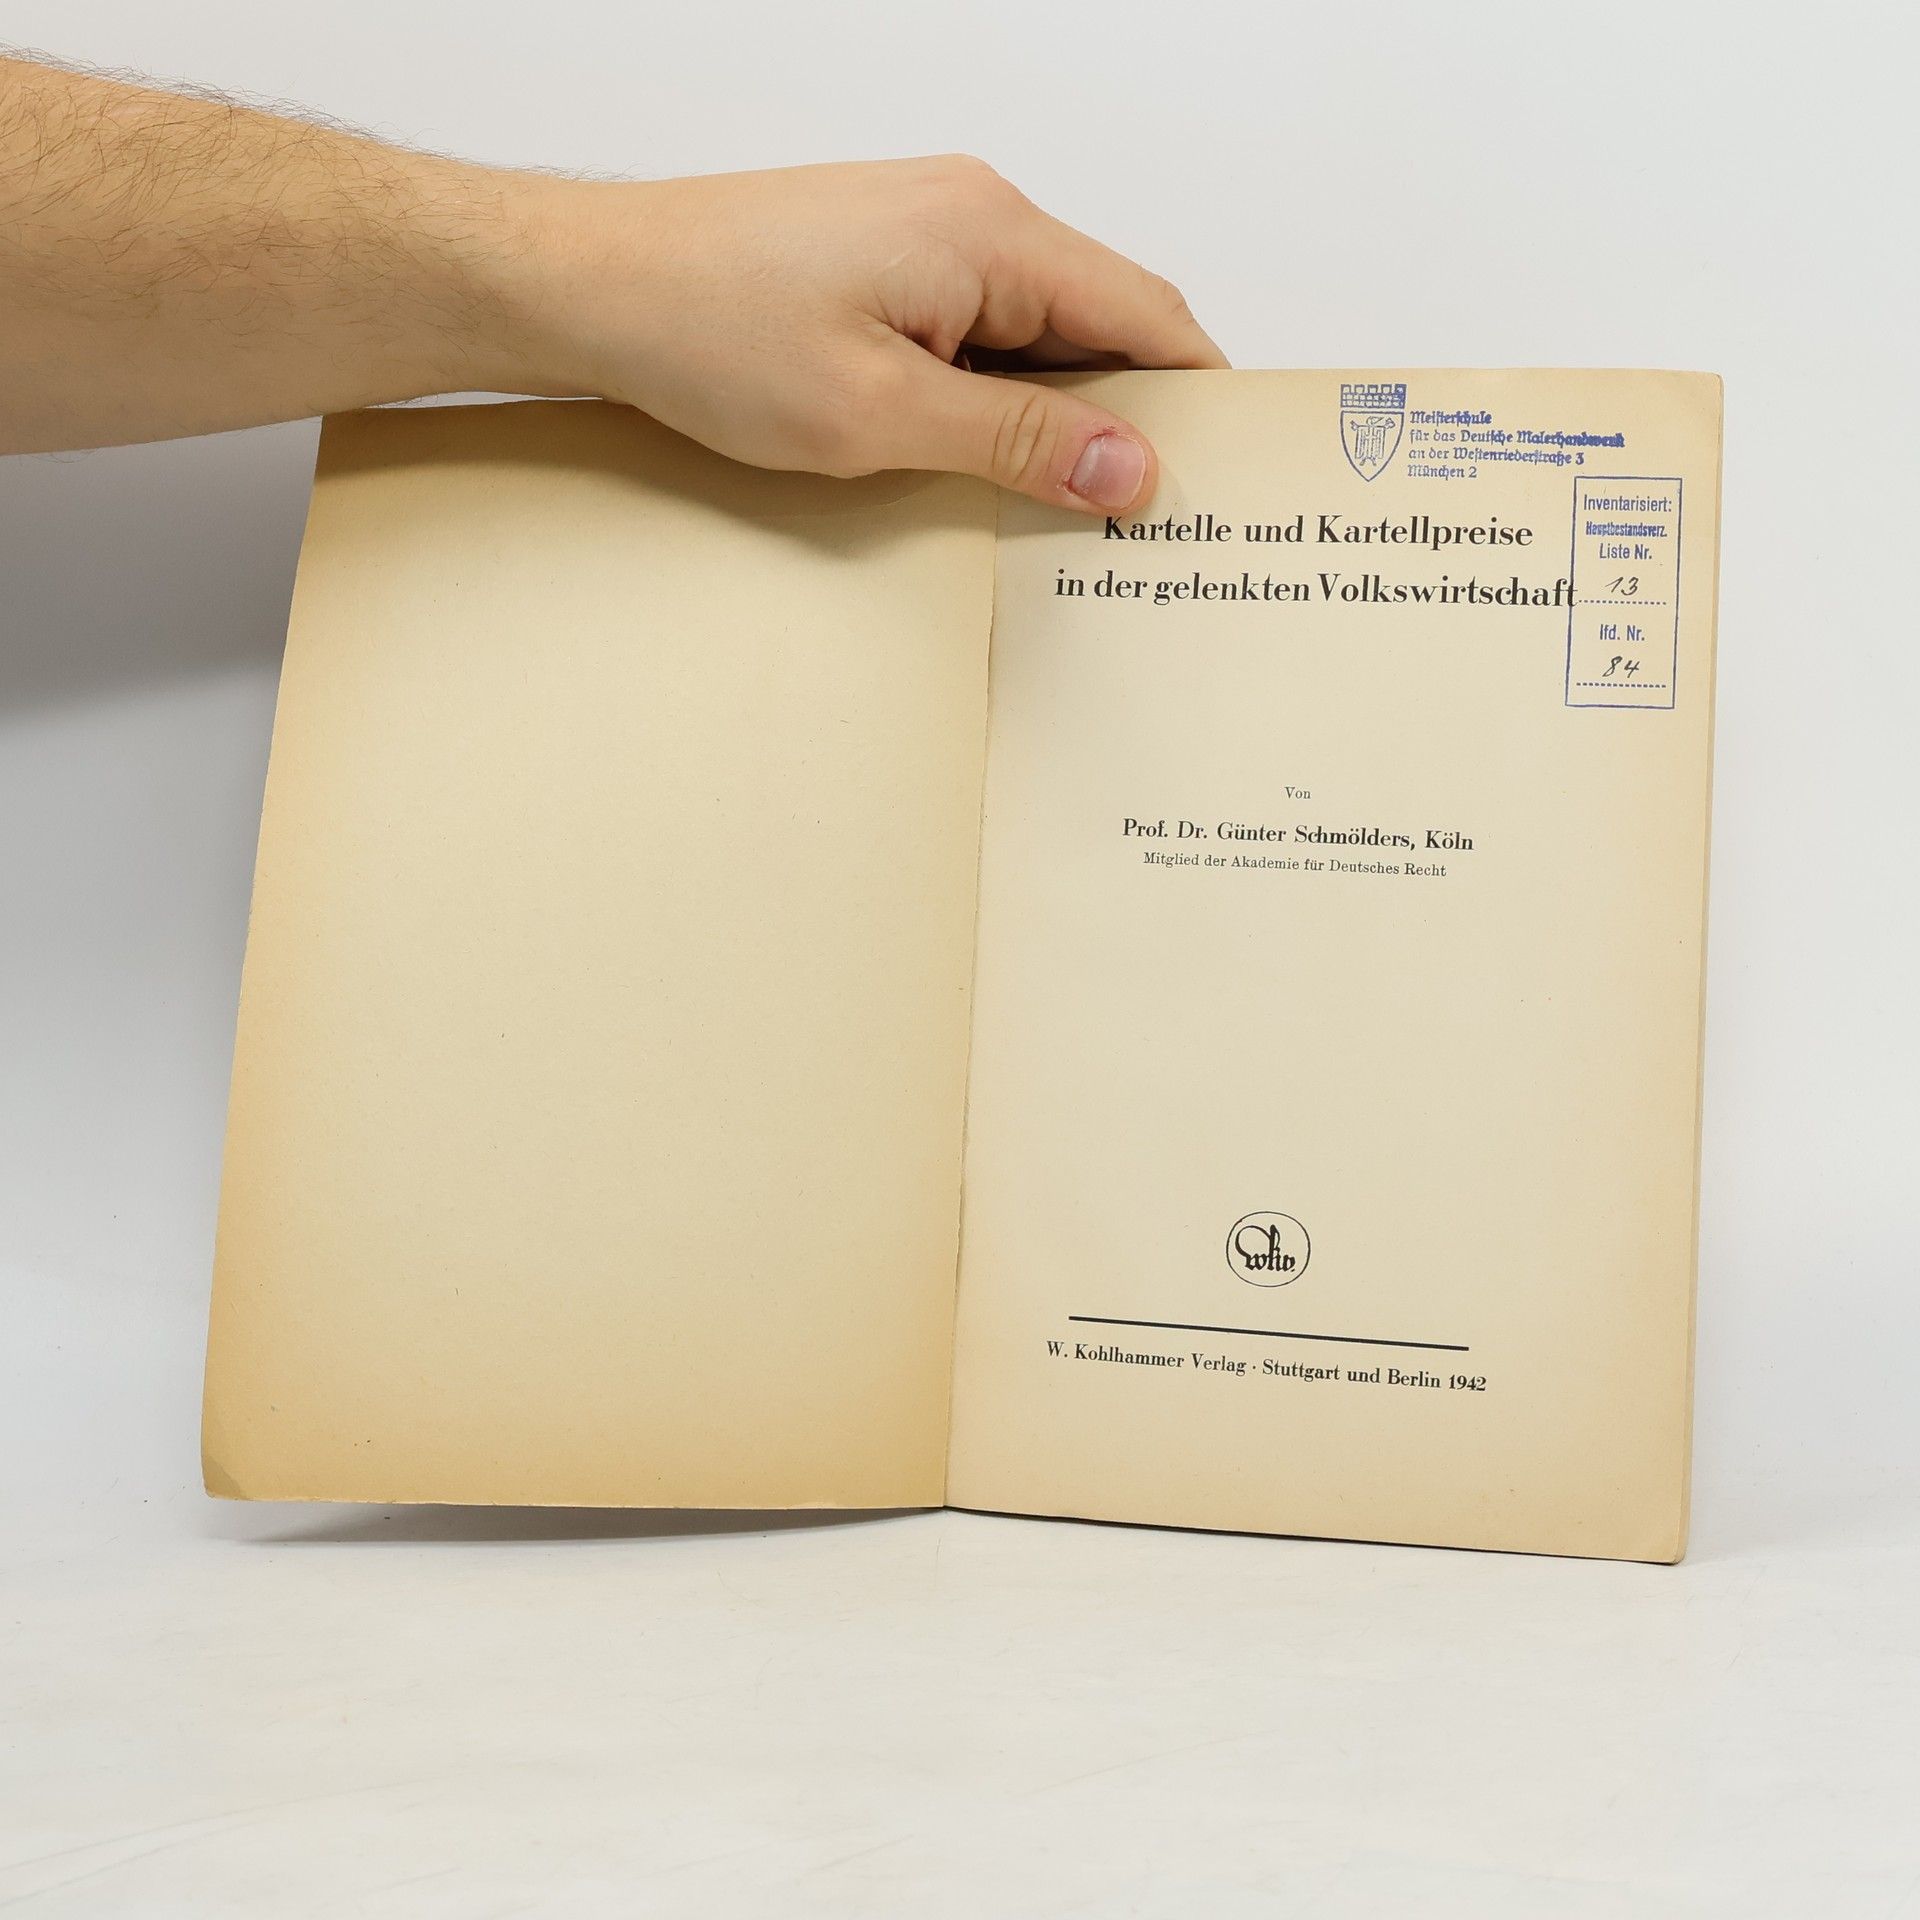 Meisterschule
für das Deutsche Malerhandwerk
an der Westenriederstraße 3
München 2
Inventarisiert:
Hauptbestandsverz.
Liste Nr.
13
lfd. Nr.
84
Kartelle und Kartellpreise
in der gelenkten Volkswirtschaft
Von
Prof. Dr. Günter Schmölders, Köln
Mitglied der Akademie für Deutsches Recht
wkv.
W. Kohlhammer Verlag · Stuttgart und Berlin 1942